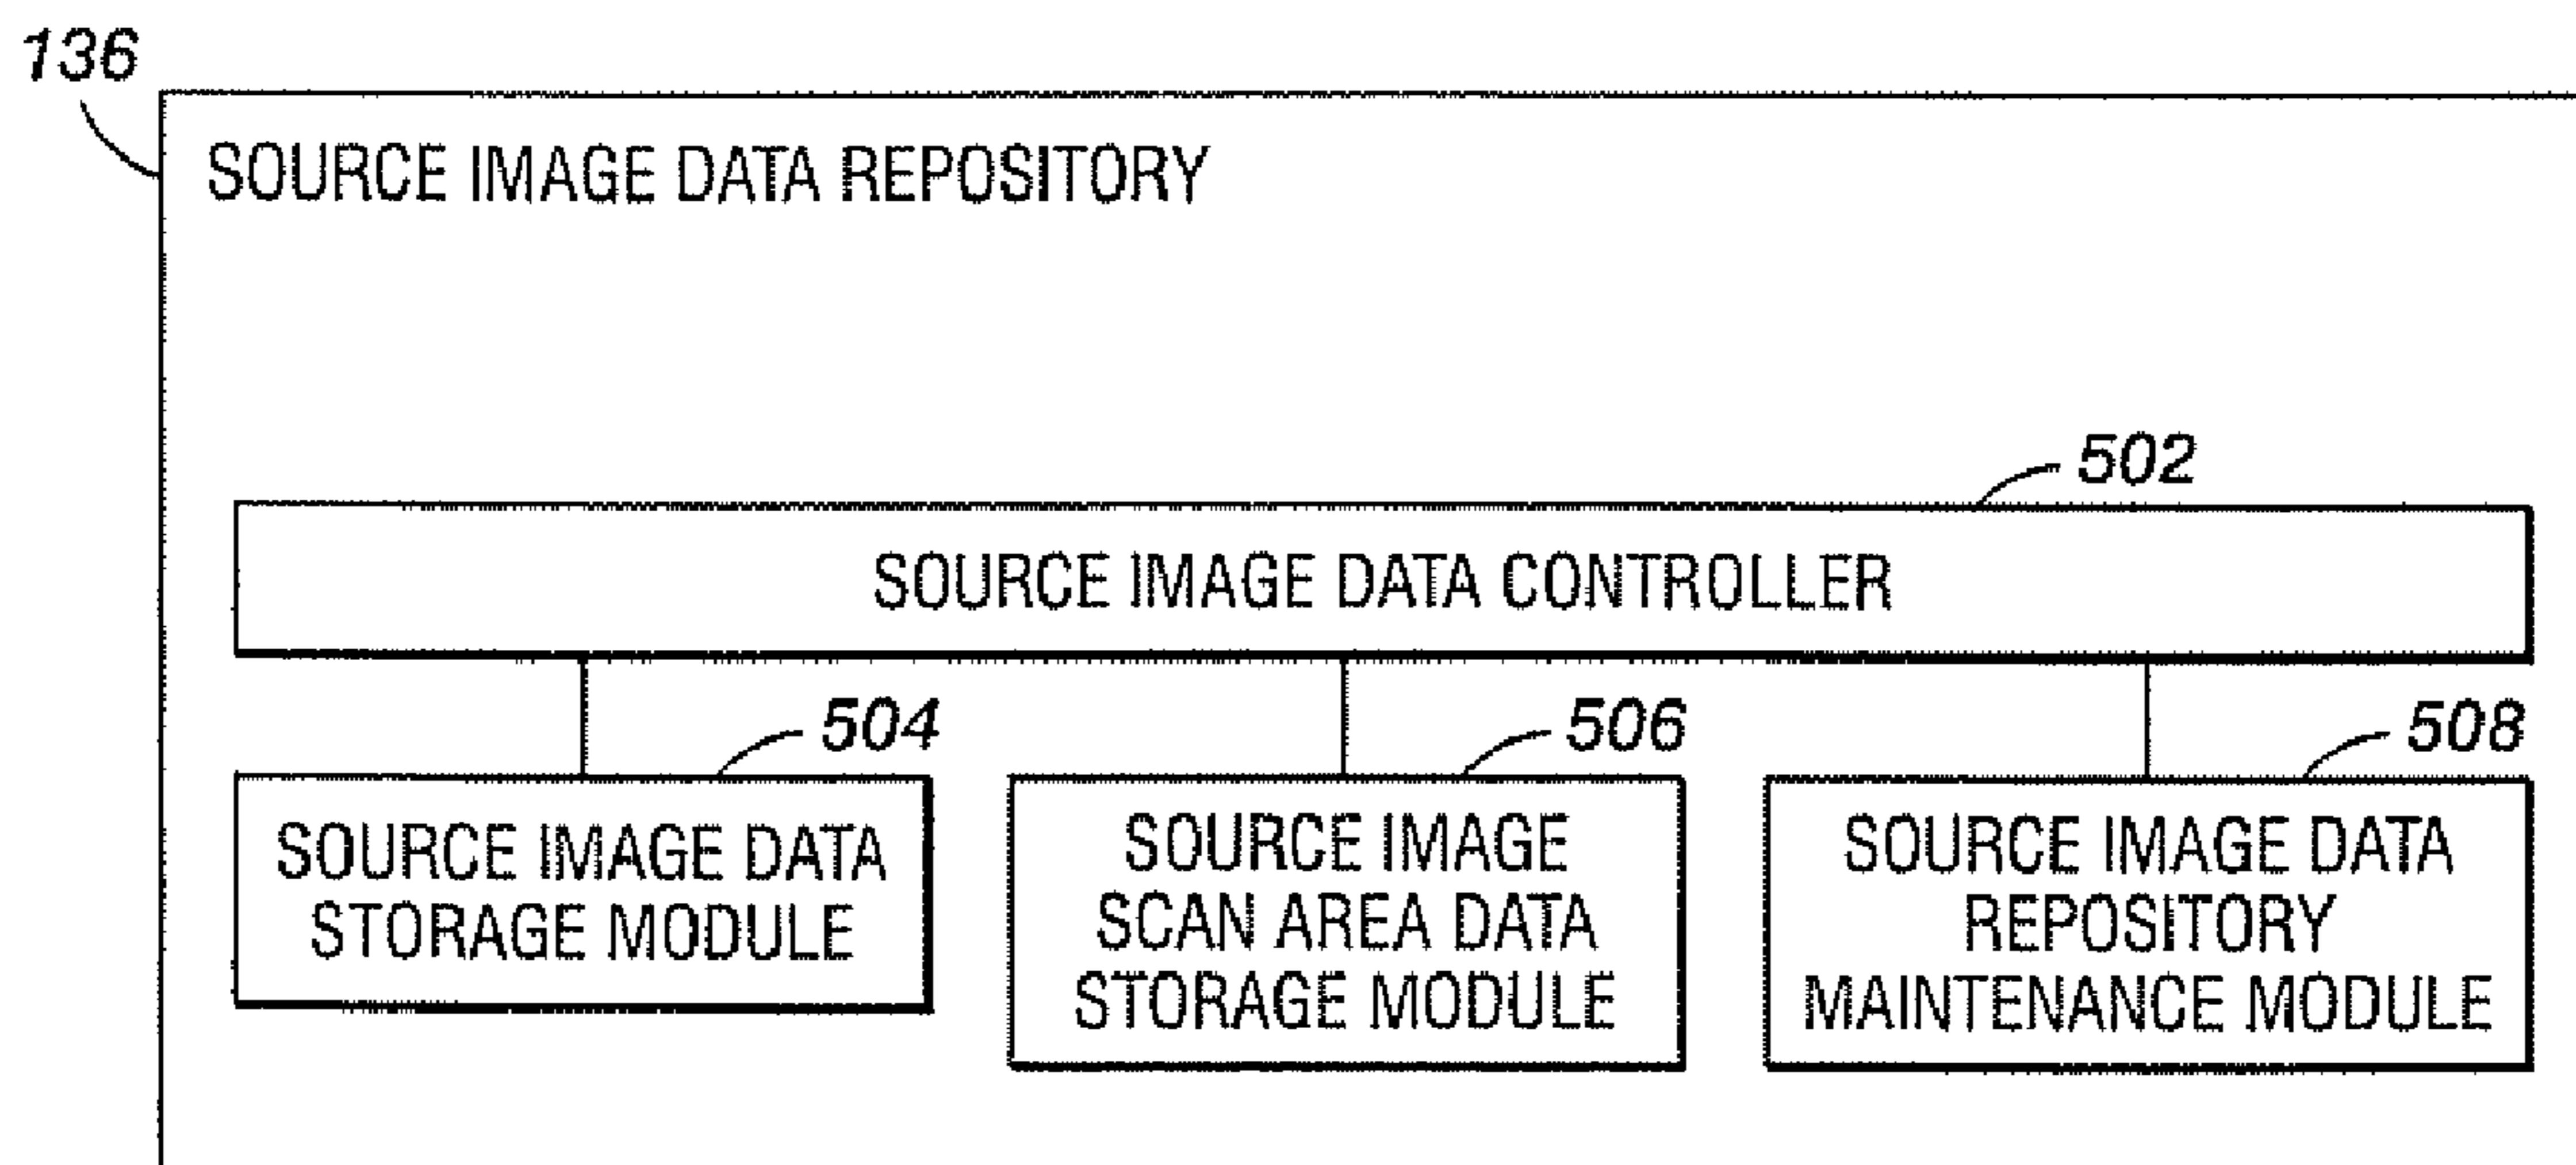 136
SOURCE IMAGE DATA REPOSITORY
502
SOURCE IMAGE DATA CONTROLLER
504
506
508
SOURCE IMAGE DATA
STORAGE MODULE
SOURCE IMAGE
SCAN AREA DATA
STORAGE MODULE
SOURCE IMAGE DATA
REPOSITORY
MAINTENANCE MODULE